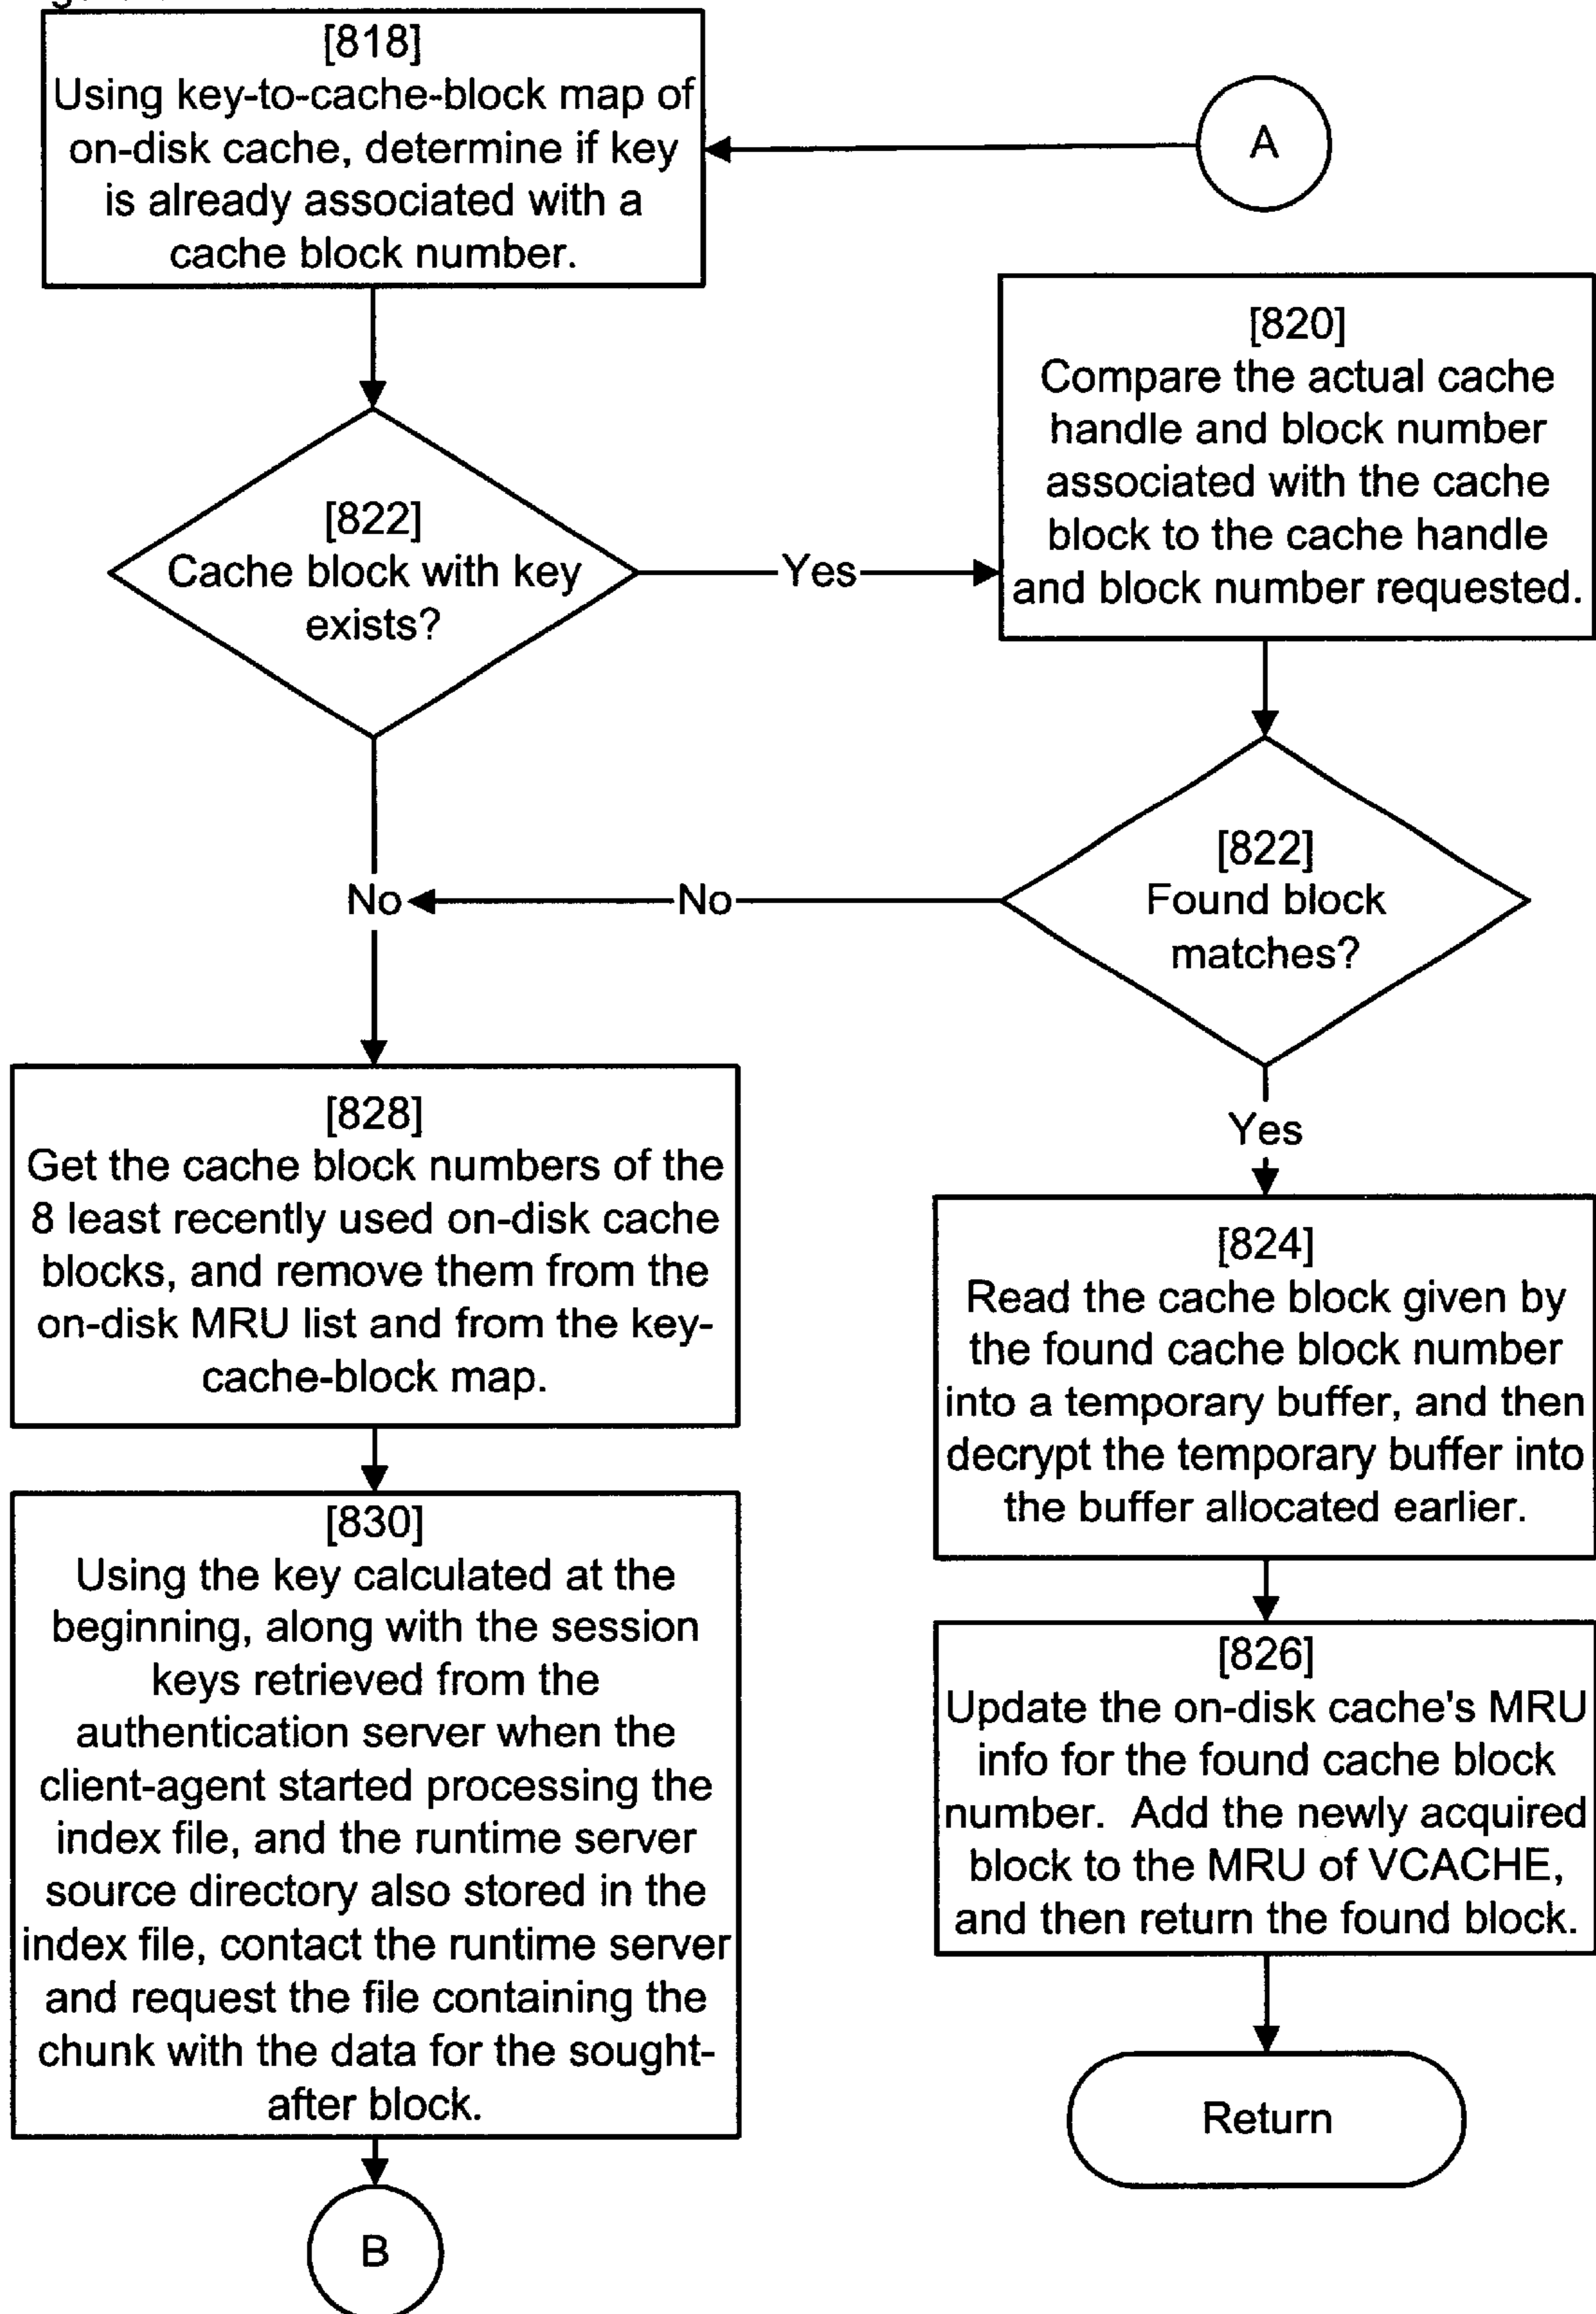 [818]
Using key-to-cache-block map of
on-disk cache, determine if key
is already associated with a
cache block number.
A
[820]
Compare the actual cache
handle and block number
associated with the cache
block to the cache handle
and block number requested.
[822]
Cache block with key
exists?
Yes
[822]
Found block
matches?
No
No
Yes
[828]
Get the cache block numbers of the
8 least recently used on-disk cache
blocks, and remove them from the
on-disk MRU list and from the key-
cache-block map.
[824]
Read the cache block given by
the found cache block number
into a temporary buffer, and then
decrypt the temporary buffer into
the buffer allocated earlier.
[830]
Using the key calculated at the
beginning, along with the session
keys retrieved from the
authentication server when the
client-agent started processing the
index file, and the runtime server
source directory also stored in the
index file, contact the runtime server
and request the file containing the
chunk with the data for the sought-
after block.
[826]
Update the on-disk cache's MRU
info for the found cache block
number. Add the newly acquired
block to the MRU of VCACHE,
and then return the found block.
Return
B